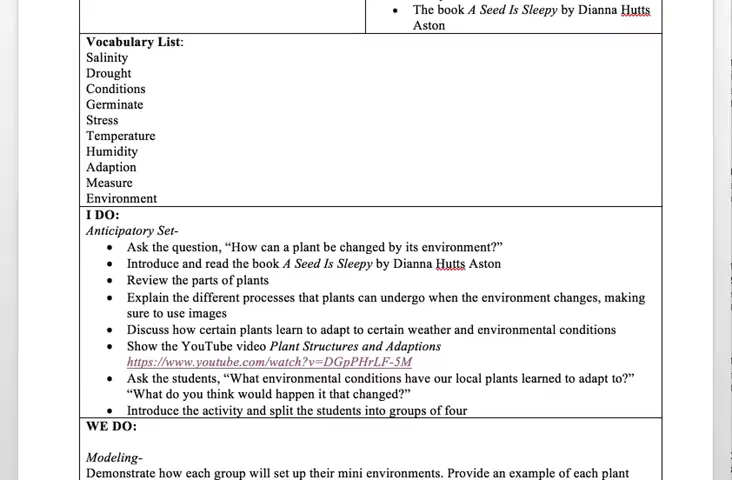 The book A Seed Is Sleepy by Dianna Hutts
Aston
Vocabulary List:
Salinity
Drought
Conditions
Germinate
Stress
Temperature
Humidity
Adaption
Measure
Environment
I DO:
Anticipatory Set-
Ask the question, “How can a plant be changed by its environment?”
Introduce and read the book A Seed Is Sleepy by Dianna Hutts Aston
Review the parts of plants
Explain the different processes that plants can undergo when the environment changes, making
sure to use images
Discuss how certain plants learn to adapt to certain weather and environmental conditions
Show the YouTube video Plant Structures and Adaptions
https://www.youtube.com/watch?v=DGpPHrLF-5M
Ask the students, “What environmental conditions have our local plants learned to adapt to?”
“What do you think would happen it that changed?”
Introduce the activity and split the students into groups of four
WE DO:
Modeling-
Demonstrate how each group will set up their mini environments. Provide an example of each plant